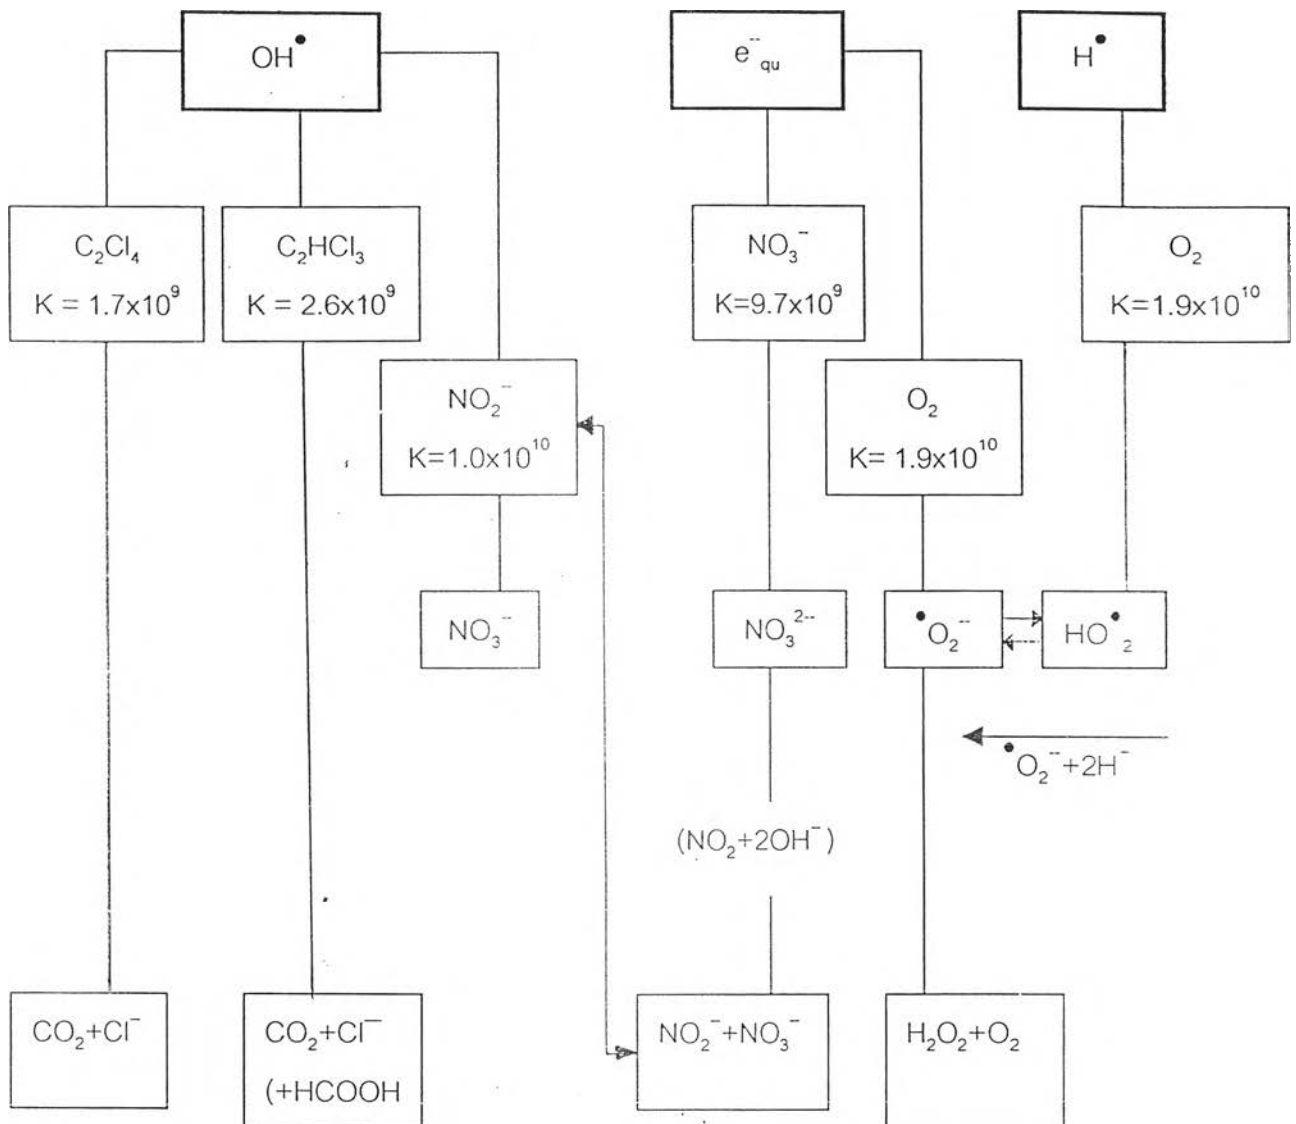 OH•
e⁻qu
H•
C₂Cl₄
K = 1.7x10⁹
C₂HCl₃
K = 2.6x10⁹
NO₃⁻
K=9.7x10⁹
O₂
K=1.9x10¹⁰
NO₂⁻
K=1.0x10¹⁰
O₂
K= 1.9x10¹⁰
NO₃⁻
NO₃²⁻
•O₂⁻
HO•₂
•O₂⁻+2H⁻
(NO₂+2OH⁻)
CO₂+Cl⁻
CO₂+Cl⁻
(+HCOOH
NO₂⁻+NO₃⁻
H₂O₂+O₂